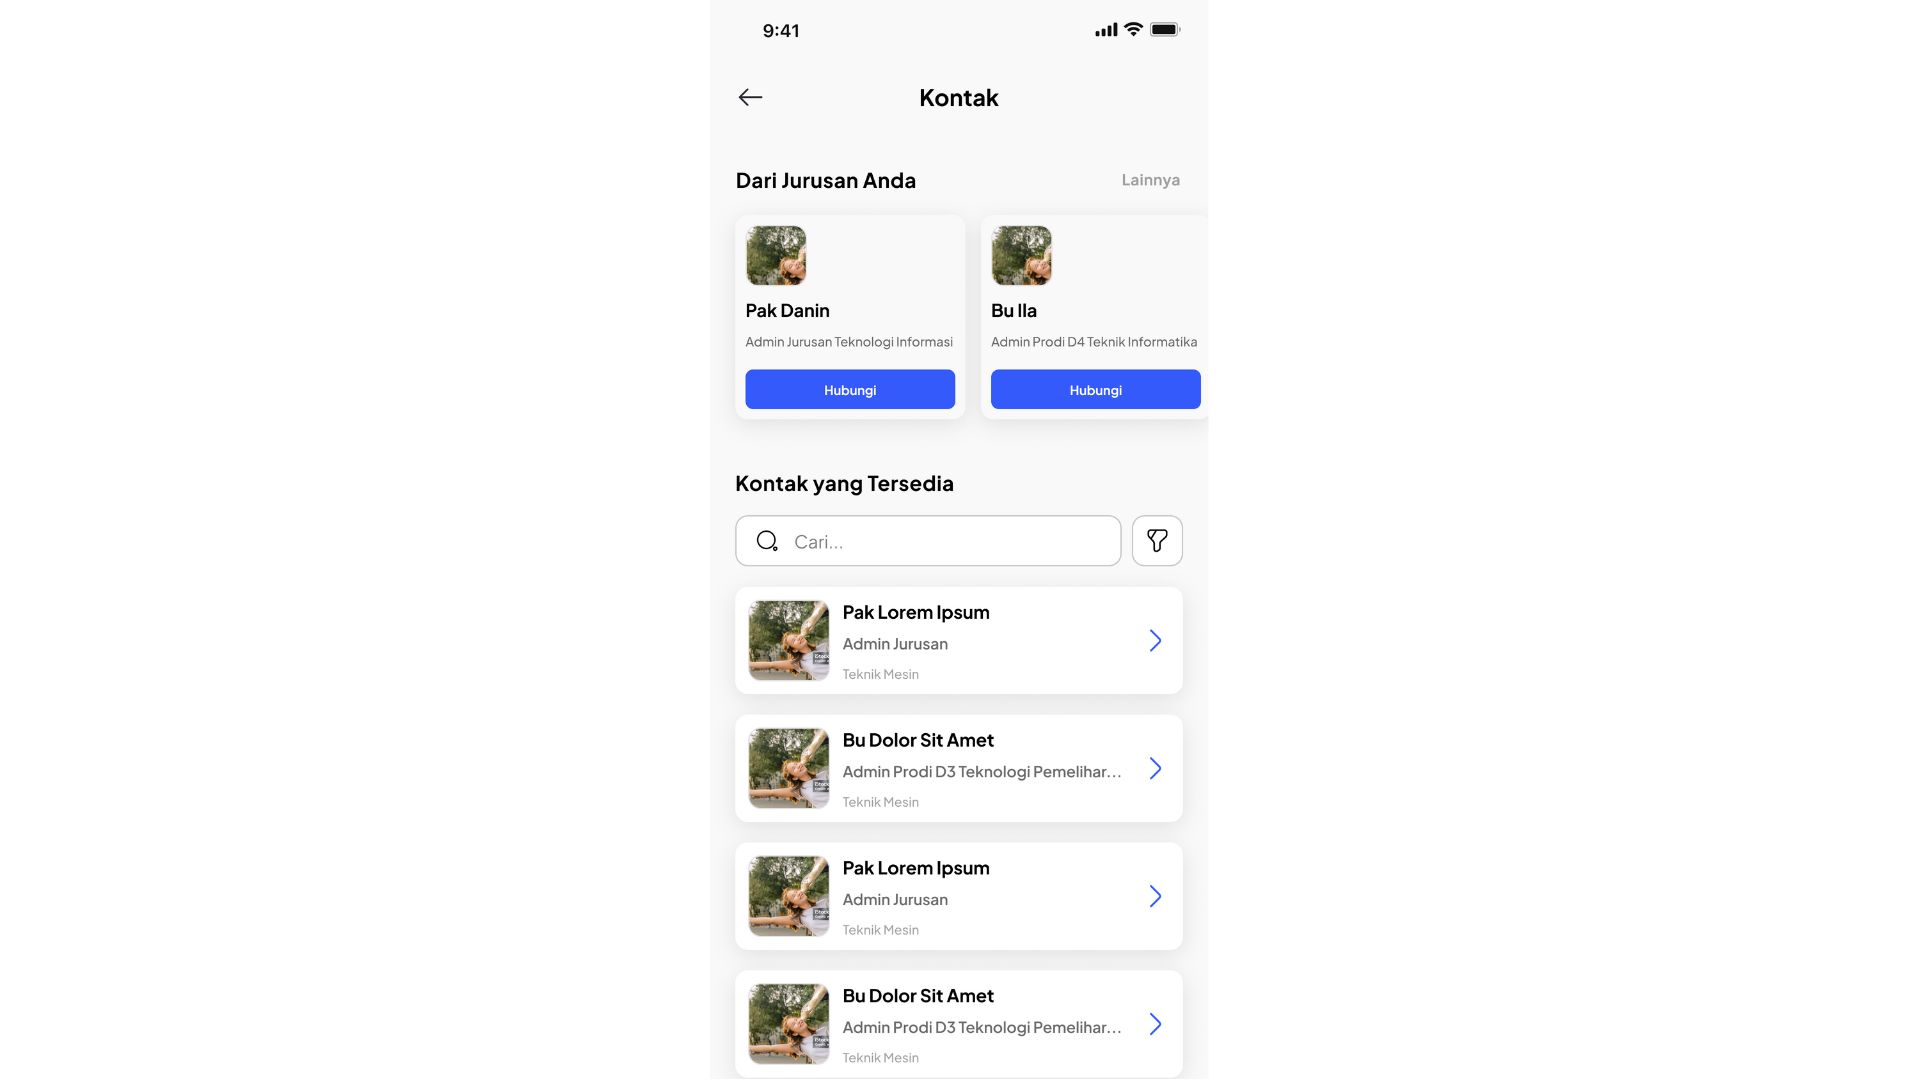 9:41
Kontak
Dari Jurusan Anda
Lainnya
Pak Danin
Admin Jurusan Teknologi Informasi
Hubungi
Bu Ila
Admin Prodi D4 Teknik Informatika
Hubungi
Kontak yang Tersedia
Cari...
Pak Lorem Ipsum
Admin Jurusan
Teknik Mesin
Bu Dolor Sit Amet
Admin Prodi D3 Teknologi Pemelihar...
Teknik Mesin
Pak Lorem Ipsum
Admin Jurusan
Teknik Mesin
Bu Dolor Sit Amet
Admin Prodi D3 Teknologi Pemelihar...
Teknik Mesin